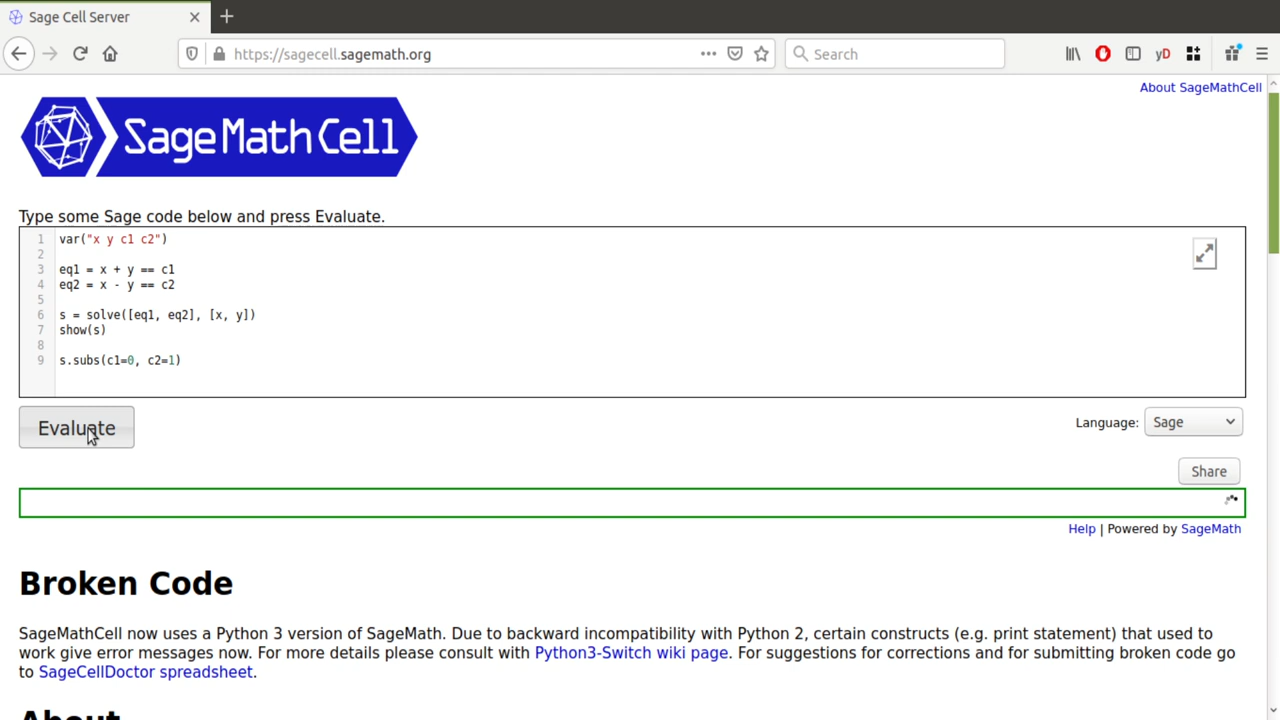 Sage Cell Server
https://sagecell.sagemath.org
Search
yD
About SageMathCell
SageMathCell
Type some Sage code below and press Evaluate.
1 var("x y c1 c2")
2
3 eq1 = x + y == c1
4 eq2 = x - y == c2
5
6 s = solve([eq1, eq2], [x, y])
7 show(s)
8
9 s.subs(c1=0, c2=1)
Evaluate
Language: Sage
Share
Help | Powered by SageMath
Broken Code
SageMathCell now uses a Python 3 version of SageMath. Due to backward incompatibility with Python 2, certain constructs (e.g. print statement) that used to
work give error messages now. For more details please consult with Python3-Switch wiki page. For suggestions for corrections and for submitting broken code go
to SageCellDoctor spreadsheet.
About